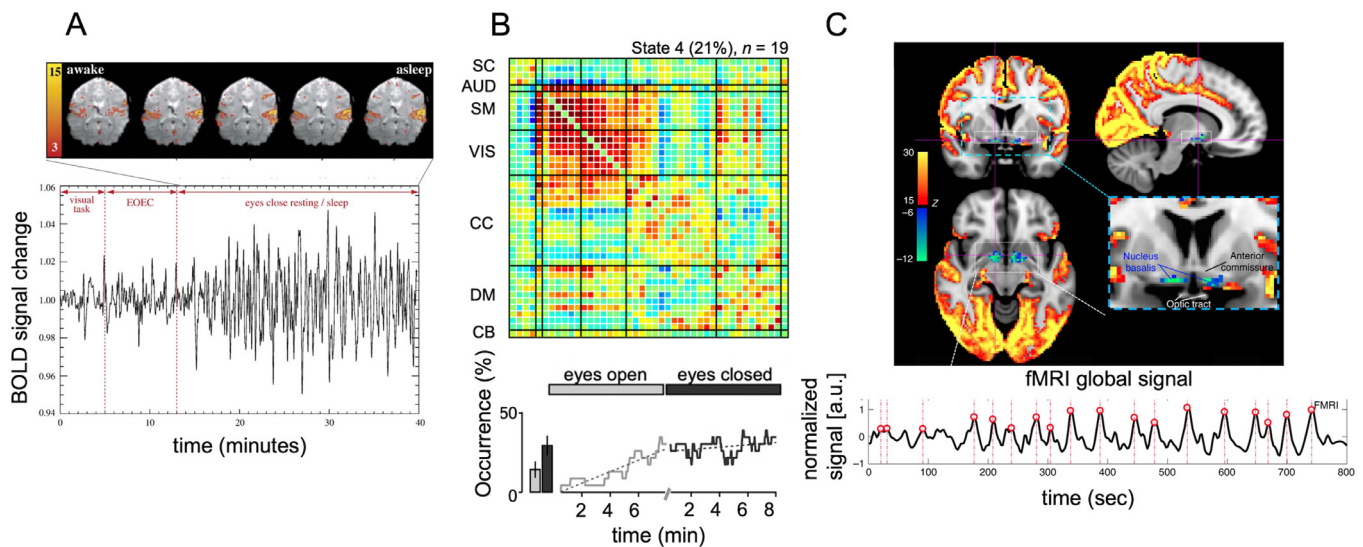 A
15
awake
asleep
3
1.06
1.04
1.02
1.00
0.98
0.96
0.94
BOLD signal change
visual
task
EOEC
eyes close resting / sleep
0
10
20
30
40
time (minutes)
B
State 4 (21%), n = 19
SC
AUD
SM
VIS
CC
DM
CB
Occurrence (%)
50
0
eyes open
eyes closed
2
4
6
2
4
6
8
time (min)
C
30
15
Z
−6
−12
Nucleus
basalis
Anterior
commissure
Optic tract
fMRI global signal
normalized
signal [a.u.]
1
0
−1
FMRI
0
100
200
300
400
500
600
700
800
time (sec)